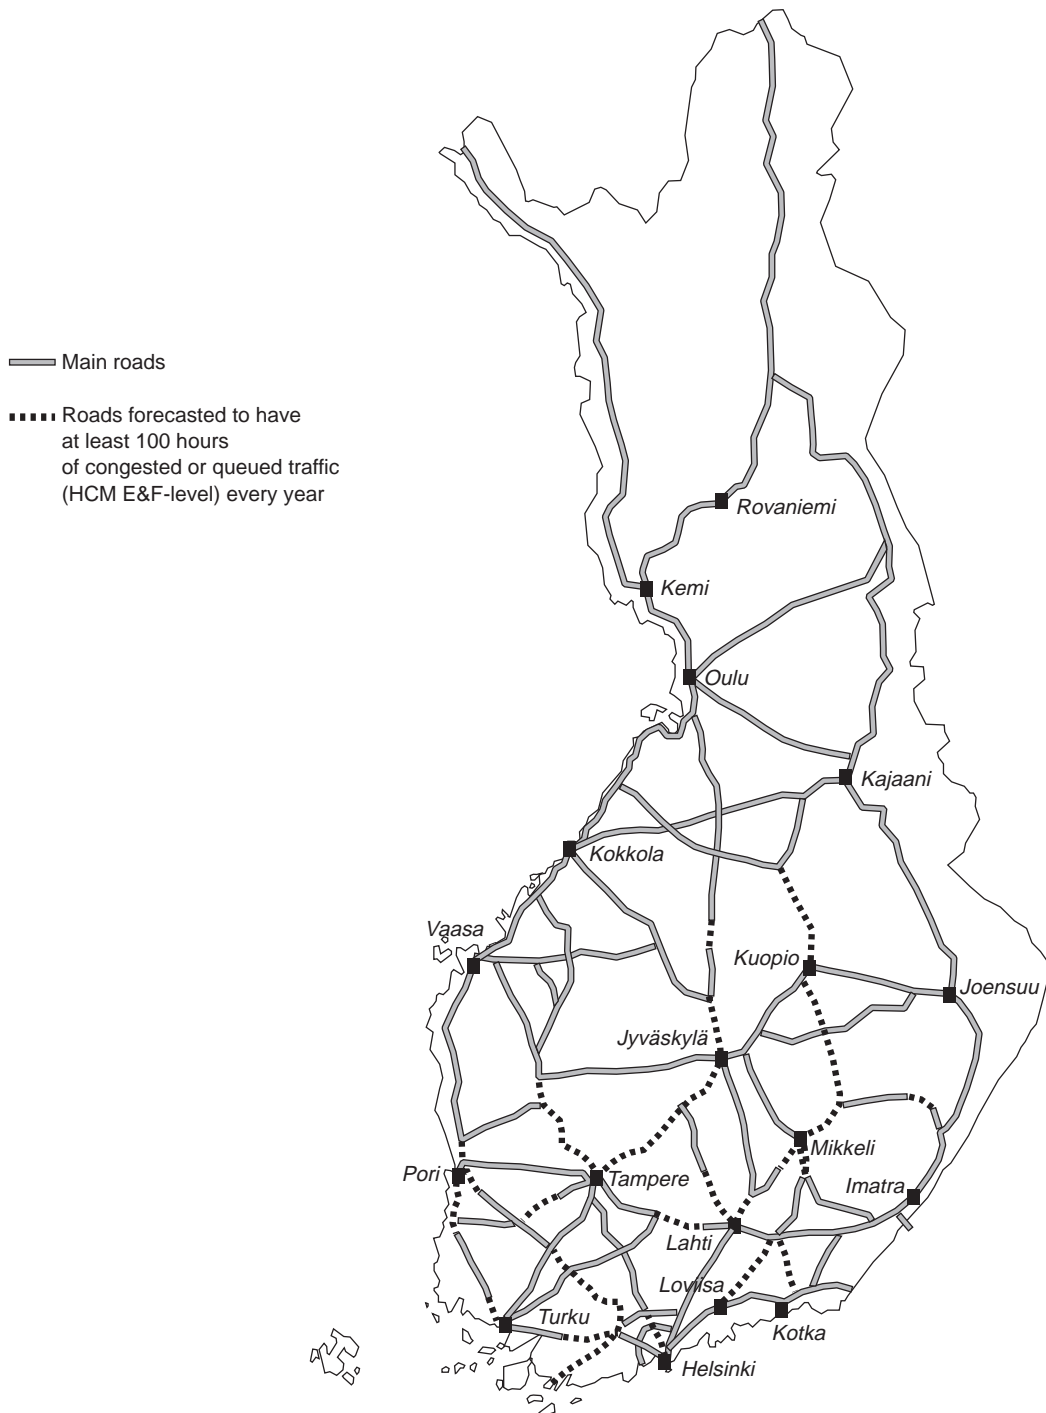 Main roads
Roads forecasted to have
at least 100 hours
of congested or queued traffic
(HCM E&F-level) every year
Rovaniemi
Kemi
Oulu
Kajaani
Kokkola
Vaasa
Kuopio
Joensuu
Jyväskylä
Mikkeli
Pori
Tampere
Imatra
Lahti
Loviisa
Turku
Kotka
Helsinki